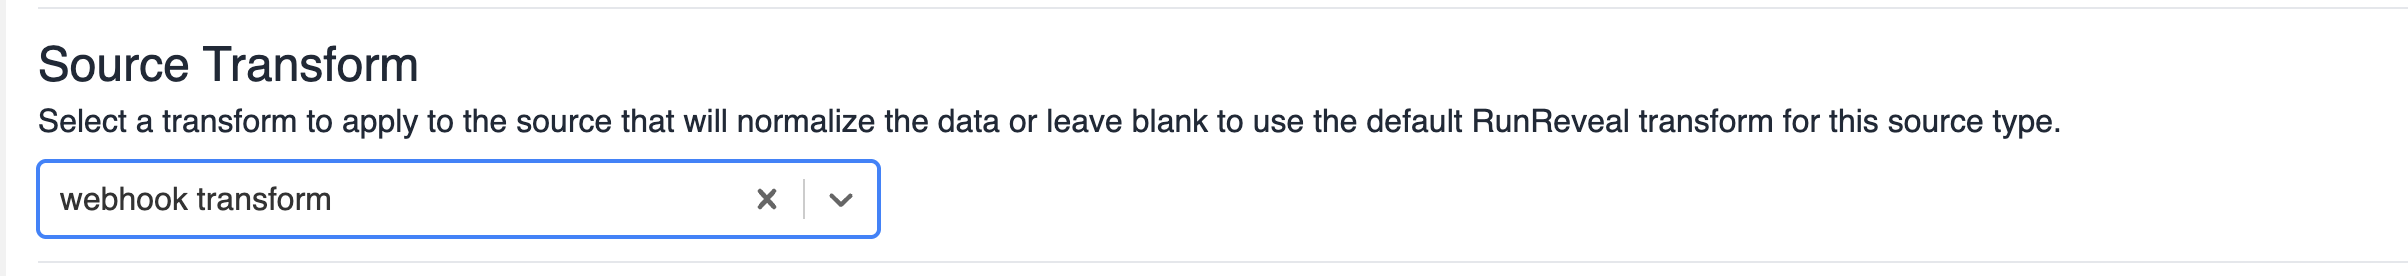 Source Transform
Select a transform to apply to the source that will normalize the data or leave blank to use the default RunReveal transform for this source type.
webhook transform